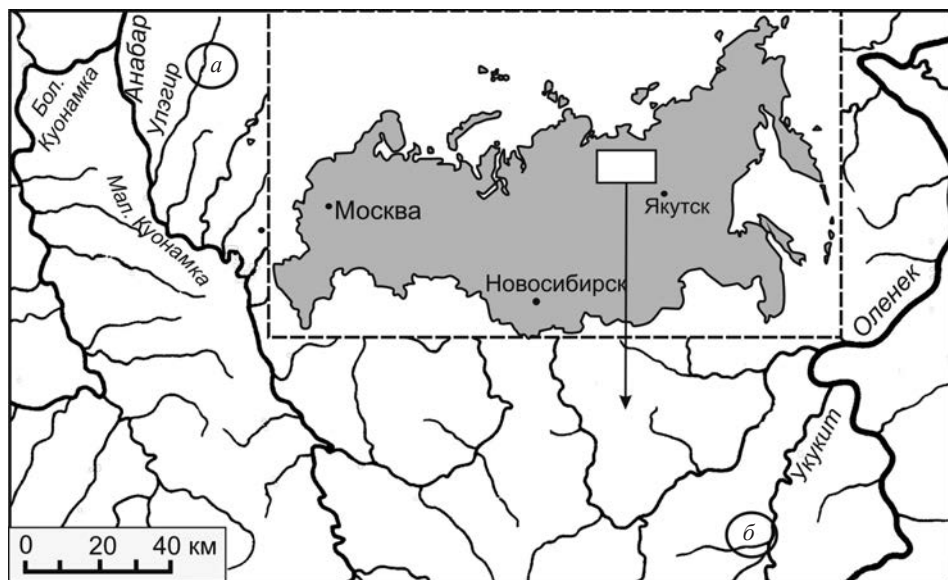 Бол.
Куонамка
Анабар
Улэгир
а
Мал. Куонамка
Москва
Якутск
Новосибирск
Оленек
Укукит
б
0 20 40 км